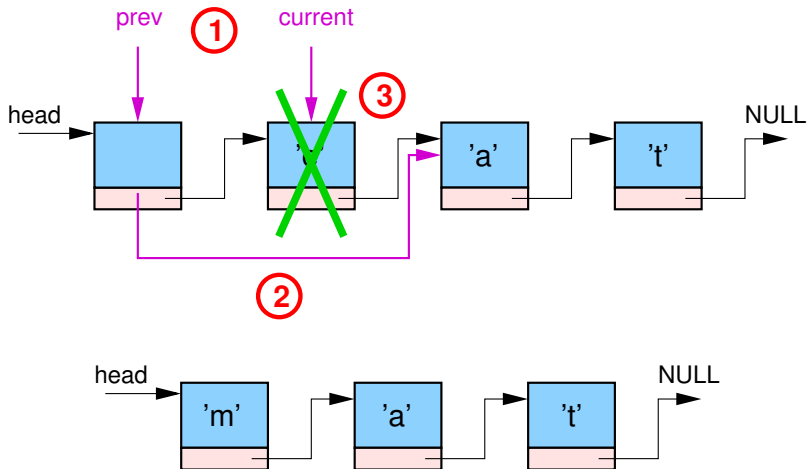 prev 1 current
3
head NULL
'a' 't'
2
head NULL
'm' 'a' 't'